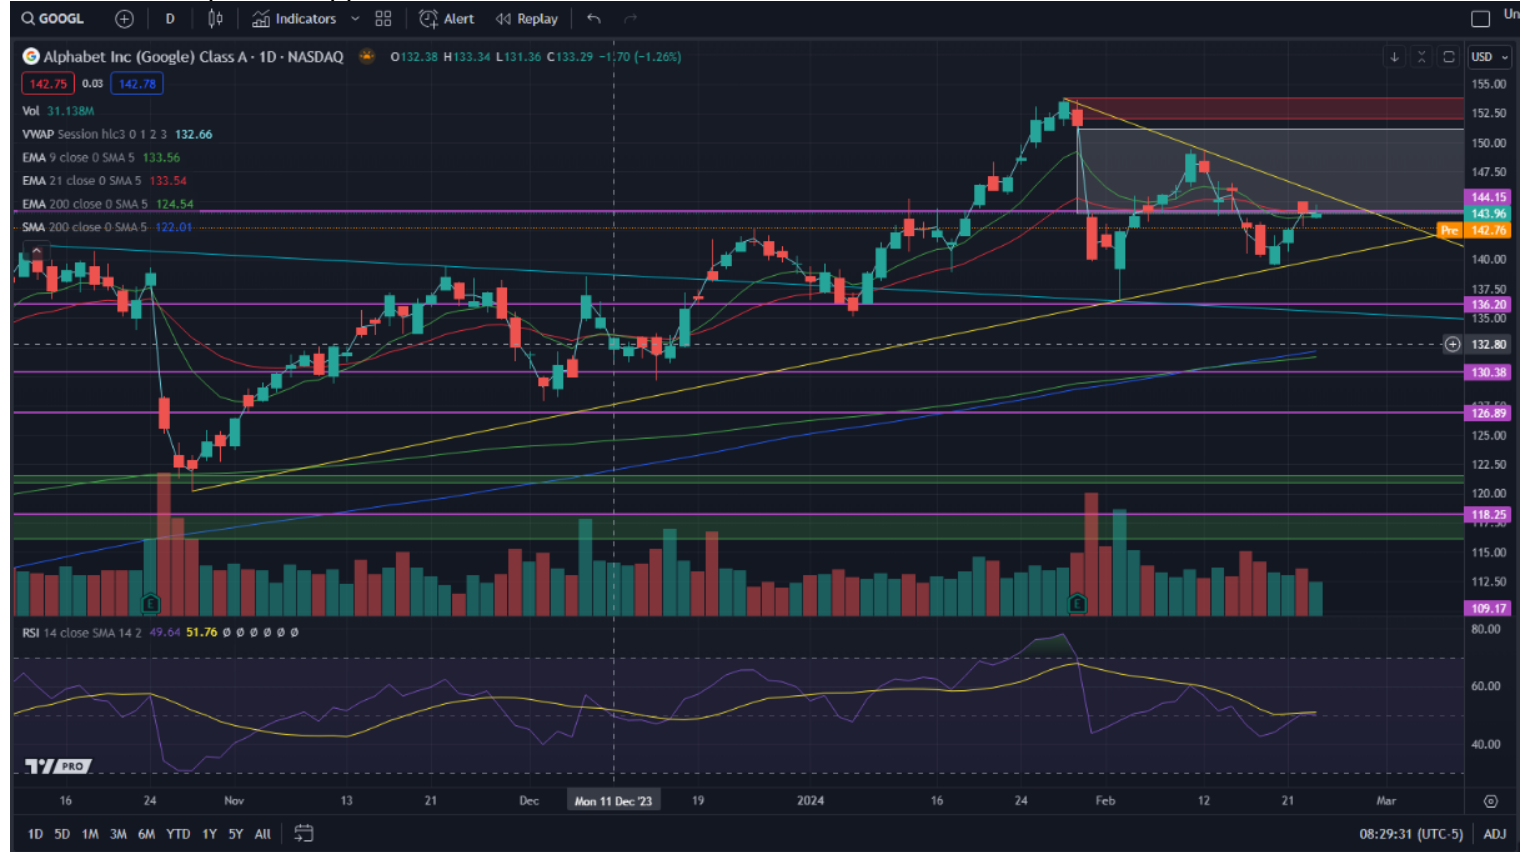 GOOGL D Indicators Alert Replay Un
Alphabet Inc (Google) Class A · 1D · NASDAQ O132.38 H133.34 L131.36 C133.29 −1.70 (−1.26%) USD
142.75 0.03 142.78
Vol 31.138M
VWAP Session hlc3 0 1 2 3 132.66
EMA 9 close 0 SMA 5 133.56
EMA 21 close 0 SMA 5 133.54
EMA 200 close 0 SMA 5 124.54
SMA 200 close 0 SMA 5 122.01
155.00
152.50
150.00
147.50
144.15
143.96
Pre 142.76
140.00
137.50
136.20
135.00
132.80
130.38
126.89
125.00
122.50
120.00
118.25
115.00
112.50
109.17
E E
RSI 14 close SMA 14 2 49.64 51.76 Ø Ø Ø Ø Ø Ø
80.00
60.00
40.00
TV PRO
16 24 Nov 13 21 Dec Mon 11 Dec '23 19 2024 16 24 Feb 12 21 Mar
1D 5D 1M 3M 6M YTD 1Y 5Y All 08:29:31 (UTC-5) ADJ